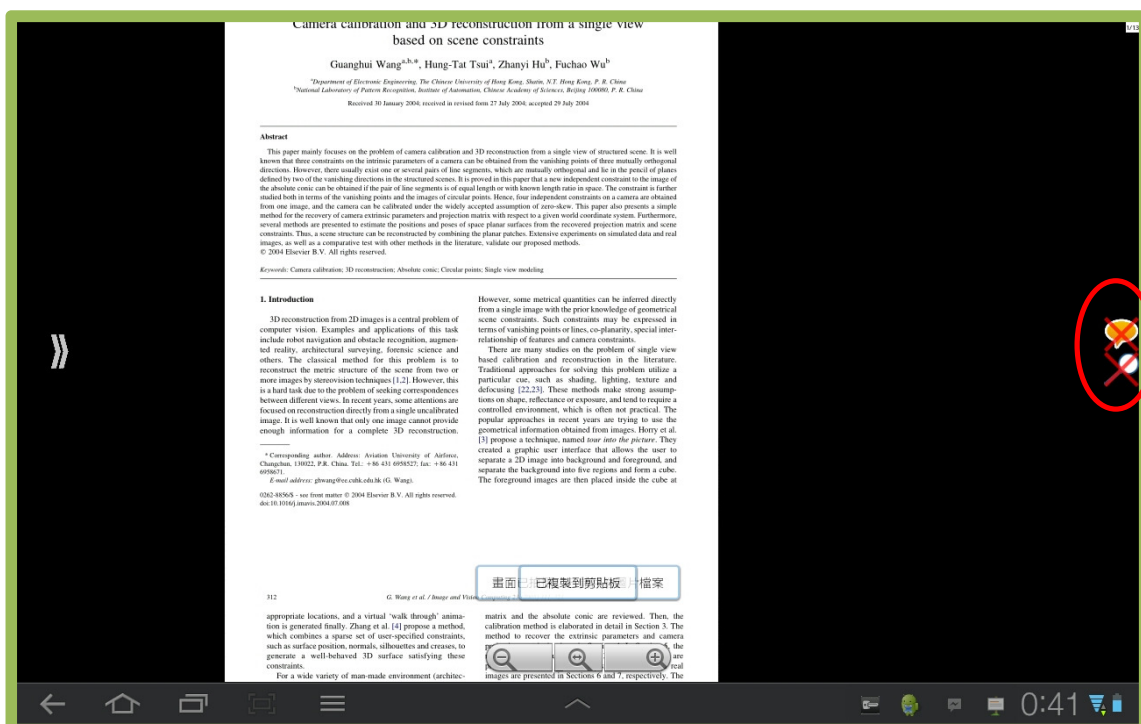 Camera calibration and 3D reconstruction from a single view
based on scene constraints
1/13
Guanghui Wang a,b,*, Hung-Tat Tsui a, Zhanyi Hu b, Fuchao Wu b
a Department of Electronic Engineering, The Chinese University of Hong Kong, Shatin, N.T. Hong Kong, P. R. China
b National Laboratory of Pattern Recognition, Institute of Automation, Chinese Academy of Sciences, Beijing 100080, P. R. China
Received 30 January 2004; received in revised form 27 July 2004; accepted 29 July 2004
Abstract
This paper mainly focuses on the problem of camera calibration and 3D reconstruction from a single view of structured scene. It is well
known that three constraints on the intrinsic parameters of a camera can be obtained from the vanishing points of three mutually orthogonal
directions. However, there usually exist one or several pairs of line segments, which are mutually orthogonal and lie in the pencil of planes
defined by two of the vanishing directions in the structured scenes. It is proved in this paper that a new independent constraint to the image of
the absolute conic can be obtained if the pair of line segments is of equal length or with known length ratio in space. The constraint is further
studied both in terms of the vanishing points and the images of circular points. Hence, four independent constraints on a camera are obtained
from one image, and the camera can be calibrated under the widely accepted assumption of zero-skew. This paper also presents a simple
method for the recovery of camera extrinsic parameters and projection matrix with respect to a given world coordinate system. Furthermore,
several methods are presented to estimate the positions and poses of space planar surfaces from the recovered projection matrix and scene
constraints. Thus, a scene structure can be reconstructed by combining the planar patches. Extensive experiments on simulated data and real
images, as well as a comparative test with other methods in the literature, validate our proposed methods.
© 2004 Elsevier B.V. All rights reserved.
Keywords: Camera calibration; 3D reconstruction; Absolute conic; Circular points; Single view modeling
1. Introduction
3D reconstruction from 2D images is a central problem of
computer vision. Examples and applications of this task
include robot navigation and obstacle recognition, augmen-
ted reality, architectural surveying, forensic science and
others. The classical method for this problem is to
reconstruct the metric structure of the scene from two or
more images by stereovision techniques [1,2]. However, this
is a hard task due to the problem of seeking correspondences
between different views. In recent years, some attentions are
focused on reconstruction directly from a single uncalibrated
image. It is well known that only one image cannot provide
enough information for a complete 3D reconstruction.
* Corresponding author. Address: Aviation University of Airforce,
Changchun, 130022, P.R. China. Tel.: +86 431 6958527; fax: +86 431
6958671.
E-mail address: ghwang@ee.cuhk.edu.hk (G. Wang).
0262-8856/$ - see front matter © 2004 Elsevier B.V. All rights reserved.
doi:10.1016/j.imavis.2004.07.008
However, some metrical quantities can be inferred directly
from a single image with the prior knowledge of geometrical
scene constraints. Such constraints may be expressed in
terms of vanishing points or lines, co-planarity, special inter-
relationship of features and camera constraints.
There are many studies on the problem of single view
based calibration and reconstruction in the literature.
Traditional approaches for solving this problem utilize a
particular cue, such as shading, lighting, texture and
defocusing [22,23]. These methods make strong assump-
tions on shape, reflectance or exposure, and tend to require a
controlled environment, which is often not practical. The
popular approaches in recent years are trying to use the
geometrical information obtained from images. Horry et al.
[3] propose a technique, named tour into the picture. They
created a graphic user interface that allows the user to
separate a 2D image into background and foreground, and
separate the background into five regions and form a cube.
The foreground images are then placed inside the cube at
畫面已
已複製到剪貼板
檔案
312
G. Wang et al. / Image and Vision
appropriate locations, and a virtual 'walk through' anima-
tion is generated finally. Zhang et al. [4] propose a method,
which combines a sparse set of user-specified constraints,
such as surface position, normals, silhouettes and creases, to
generate a well-behaved 3D surface satisfying these
constraints.
For a wide variety of man-made environment (architec-
matrix and the absolute conic are reviewed. Then, the
calibration method is elaborated in detail in Section 3. The
method to recover the extrinsic parameters and camera
the
are
real
images are presented in Sections 6 and 7, respectively. The
0:41